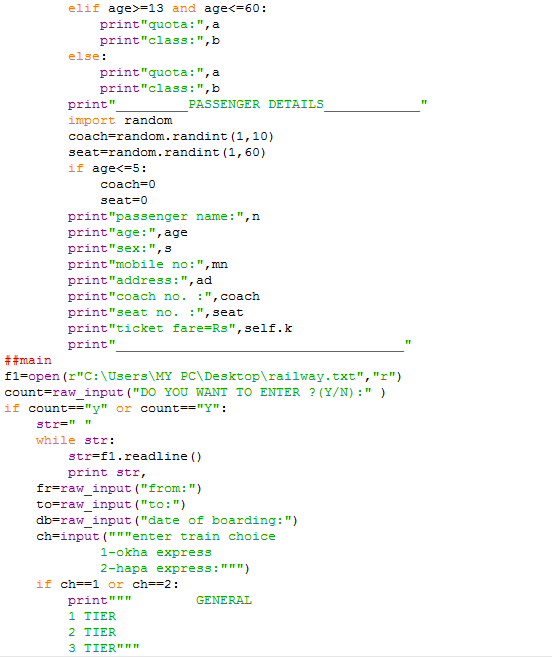 elif age>=13 and age<=60:
            print"quota:",a
            print"class:",b
        else:
            print"quota:",a
            print"class:",b
        print"_________PASSENGER DETAILS____________"
        import random
        coach=random.randint(1,10)
        seat=random.randint(1,60)
        if age<=5:
            coach=0
            seat=0
        print"passenger name:",n
        print"age:",age
        print"sex:",s
        print"mobile no:",mn
        print"address:",ad
        print"coach no. :",coach
        print"seat no. :",seat
        print"ticket fare=Rs",self.k
        print"____________________________________"
##main
f1=open(r"C:\Users\MY PC\Desktop\railway.txt","r")
count=raw_input("DO YOU WANT TO ENTER ?(Y/N):" )
if count=="y" or count=="Y":
    str=" "
    while str:
        str=f1.readline()
        print str,
    fr=raw_input("from:")
    to=raw_input("to:")
    db=raw_input("date of boarding:")
    ch=input("""enter train choice
            1-okha express
            2-hapa express:""")
    if ch==1 or ch==2:
        print"""        GENERAL
        1 TIER
        2 TIER
        3 TIER"""